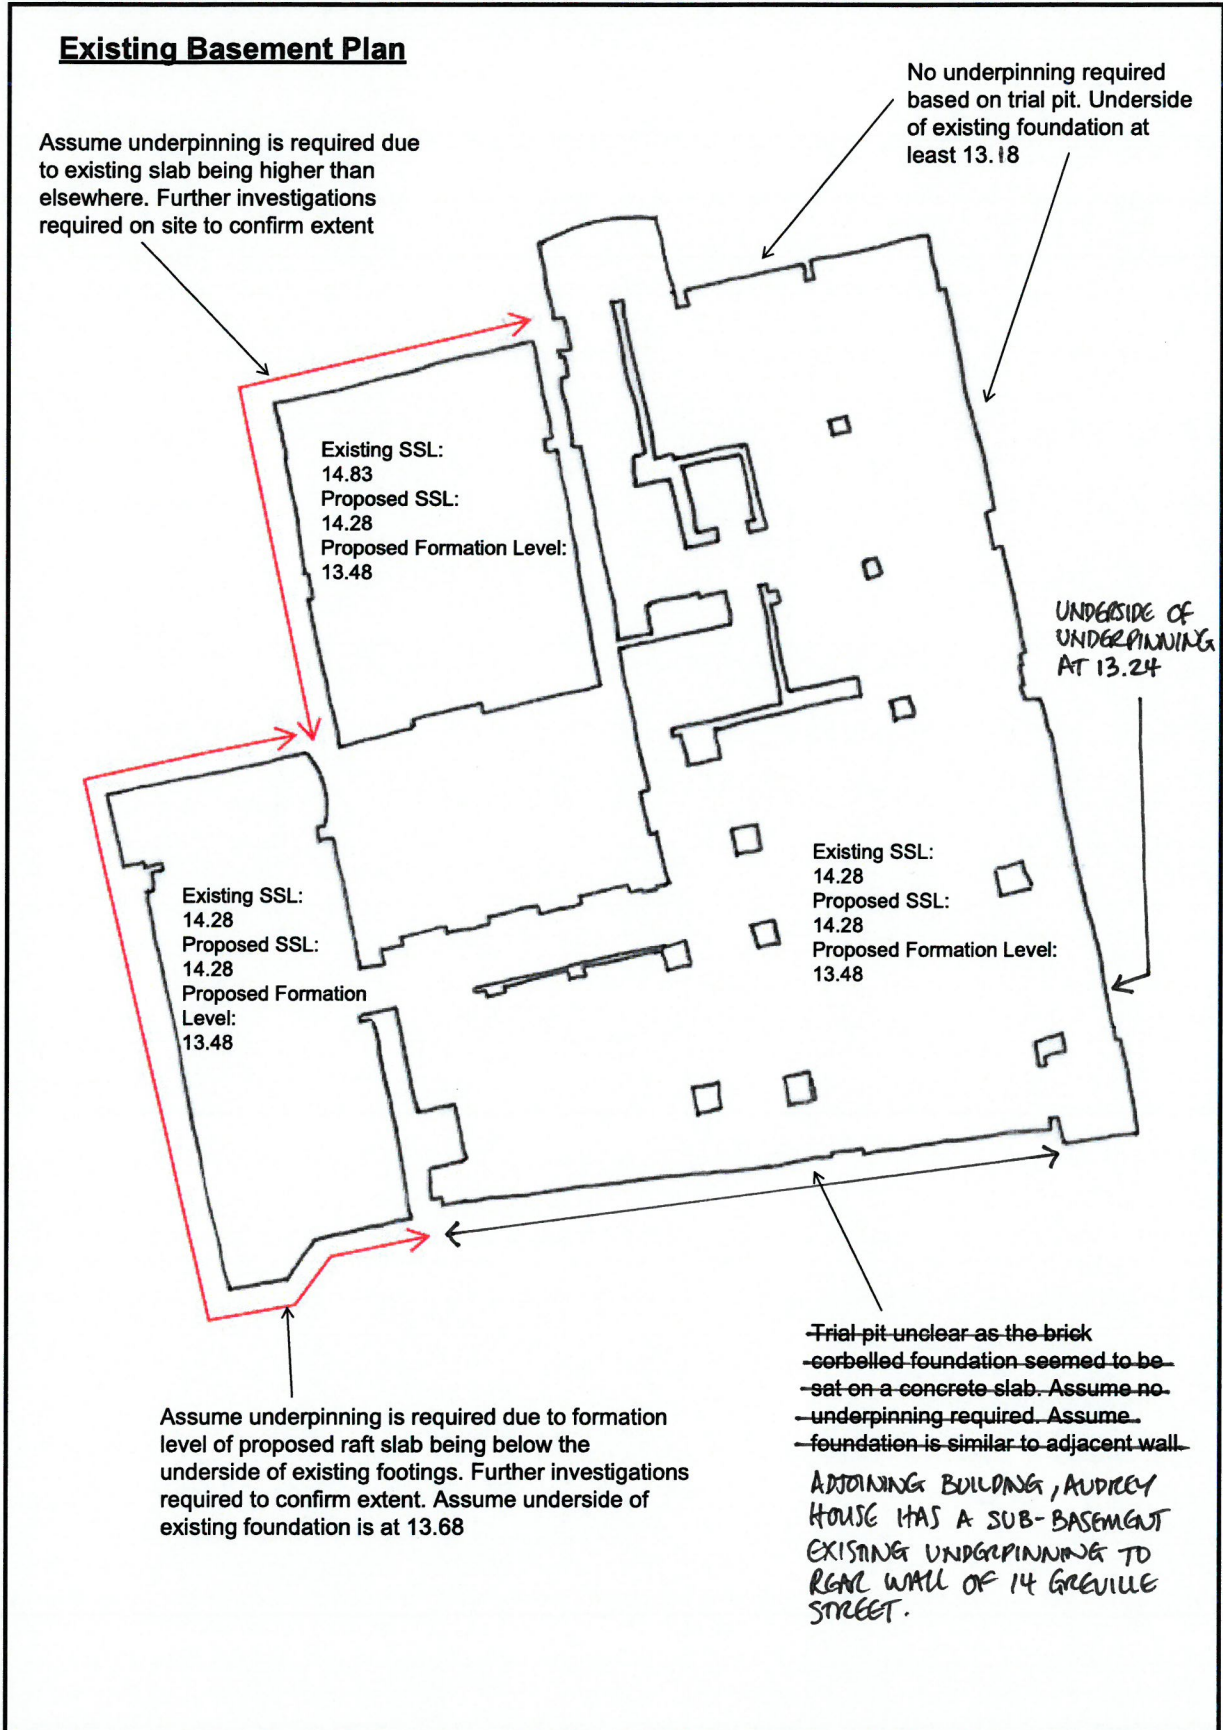 Existing Basement Plan
No underpinning required
based on trial pit. Underside
of existing foundation at
least 13.18
Assume underpinning is required due
to existing slab being higher than
elsewhere. Further investigations
required on site to confirm extent
Existing SSL:
14.83
Proposed SSL:
14.28
Proposed Formation Level:
13.48
UNDERSIDE OF
UNDERPINNING
AT 13.24
Existing SSL:
14.28
Proposed SSL:
14.28
Proposed Formation Level:
13.48
Existing SSL:
14.28
Proposed SSL:
14.28
Proposed Formation
Level:
13.48
Trial pit unclear as the brick
corbelled foundation seemed to be
sat on a concrete slab. Assume no
underpinning required. Assume
foundation is similar to adjacent wall.
Assume underpinning is required due to formation
level of proposed raft slab being below the
underside of existing footings. Further investigations
required to confirm extent. Assume underside of
existing foundation is at 13.68
ADJOINING BUILDING, AUDREY
HOUSE HAS A SUB-BASEMENT
EXISTING UNDERPINNING TO
REAR WALL OF 14 GREVILLE
STREET.